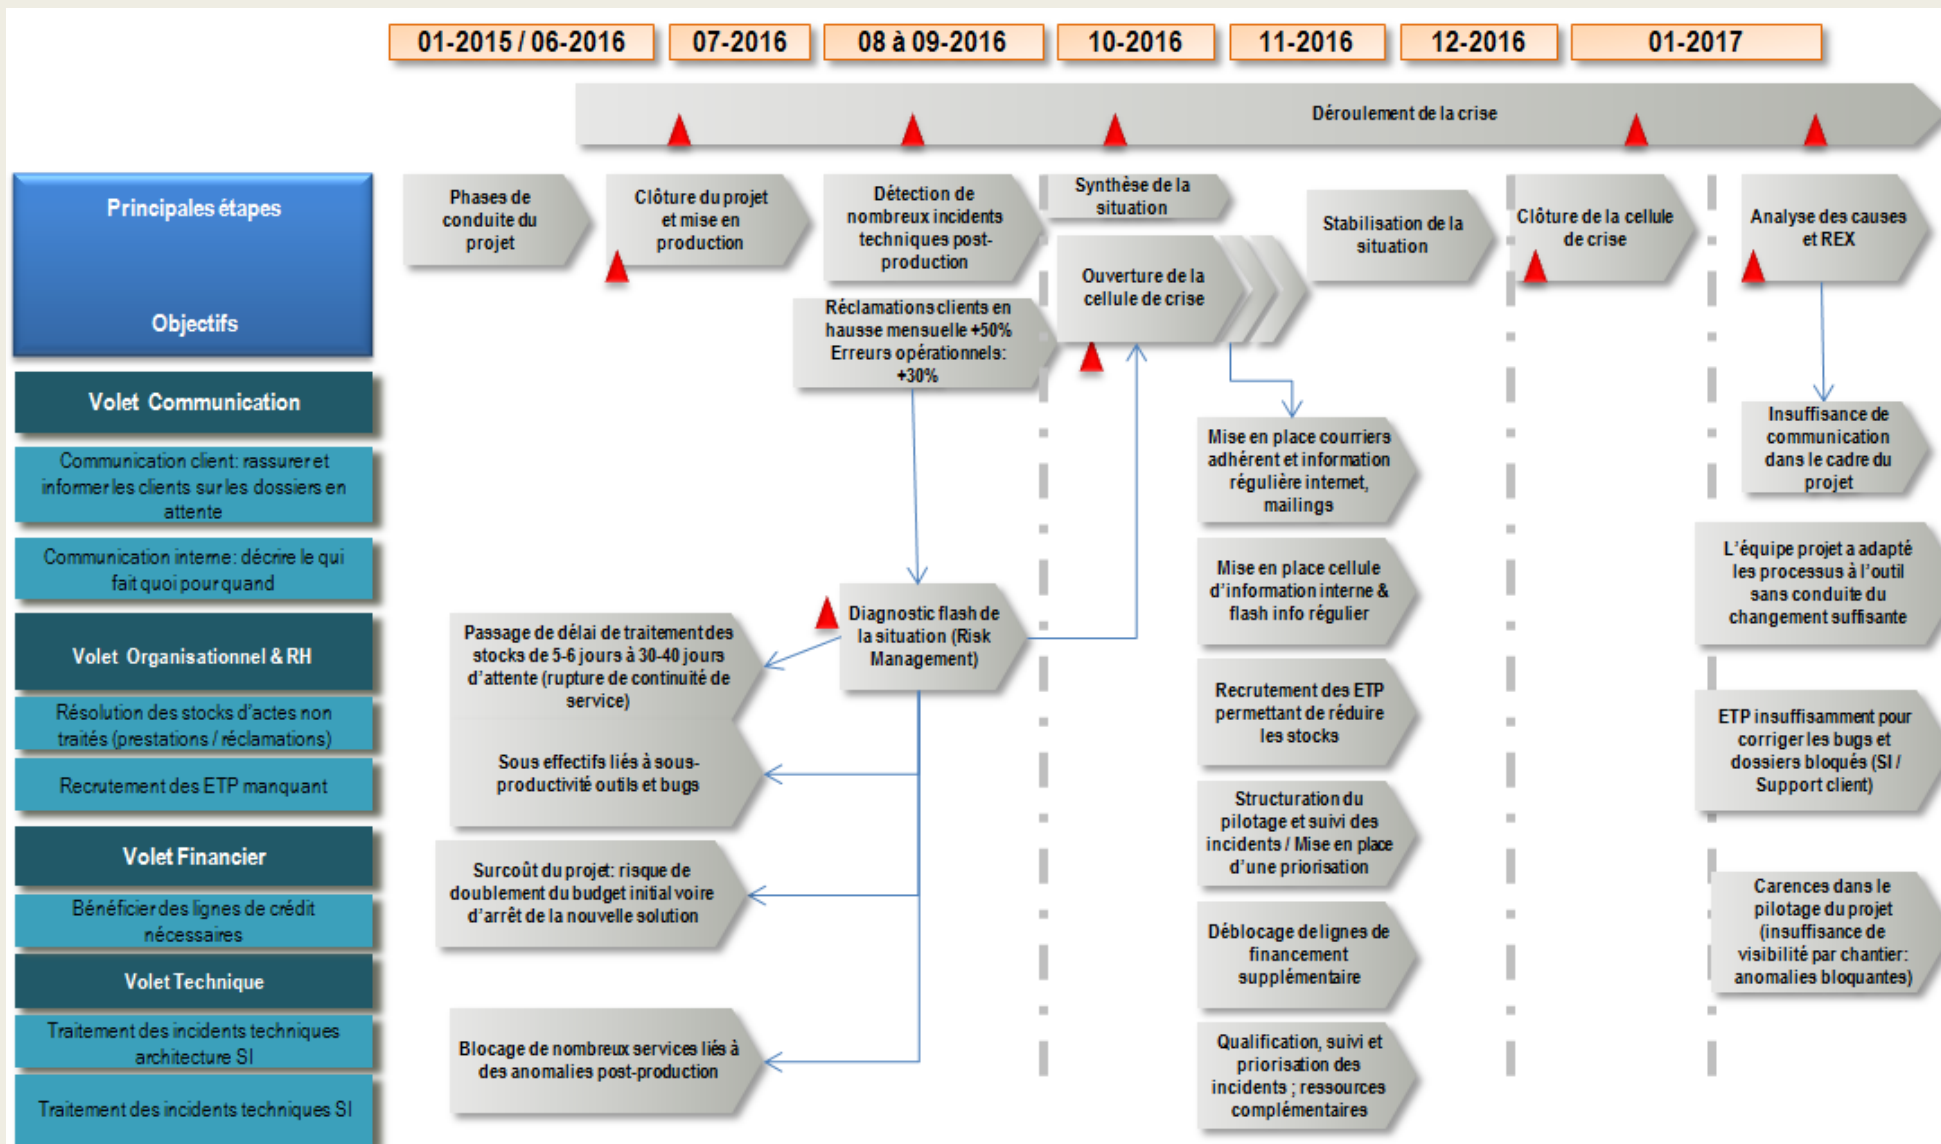 01-2015 / 06-2016
07-2016
08 à 09-2016
10-2016
11-2016
12-2016
01-2017
Déroulement de la crise
Principales étapes
Objectifs
Phases de
conduite du
projet
Clôture du projet
et mise en
production
Détection de
nombreux incidents
techniques post-
production
Synthèse de la
situation
Ouverture de la
cellule de crise
Stabilisation de la
situation
Clôture de la cellule
de crise
Analyse des causes
et REX
Réclamations clients en
hausse mensuelle +50%
Erreurs opérationnels:
+30%
Volet Communication
Communication client: rassurer et
informer les clients sur les dossiers en
attente
Communication interne: décrire le qui
fait quoi pour quand
Volet Organisationnel & RH
Résolution des stocks d'actes non
traités (prestations / réclamations)
Recrutement des ETP manquant
Volet Financier
Bénéficier des lignes de crédit
nécessaires
Volet Technique
Traitement des incidents techniques
architecture SI
Traitement des incidents techniques SI
Diagnostic flash de
la situation (Risk
Management)
Passage de délai de traitement des
stocks de 5-6 jours à 30-40 jours
d'attente (rupture de continuité de
service)
Sous effectifs liés à sous-
productivité outils et bugs
Surcoût du projet: risque de
doublement du budget initial voire
d'arrêt de la nouvelle solution
Blocage de nombreux services liés à
des anomalies post-production
Mise en place courriers
adhérent et information
régulière internet,
mailings
Mise en place cellule
d'information interne &
flash info régulier
Recrutement des ETP
permettant de réduire
les stocks
Structuration du
pilotage et suivi des
incidents / Mise en place
d'une priorisation
Déblocage de lignes de
financement
supplémentaire
Qualification, suivi et
priorisation des
incidents ; ressources
complémentaires
Insuffisance de
communication
dans le cadre du
projet
L'équipe projet a adapté
les processus à l'outil
sans conduite du
changement suffisante
ETP insuffisamment pour
corriger les bugs et
dossiers bloqués (SI /
Support client)
Carences dans le
pilotage du projet
(insuffisance de
visibilité par chantier:
anomalies bloquantes)